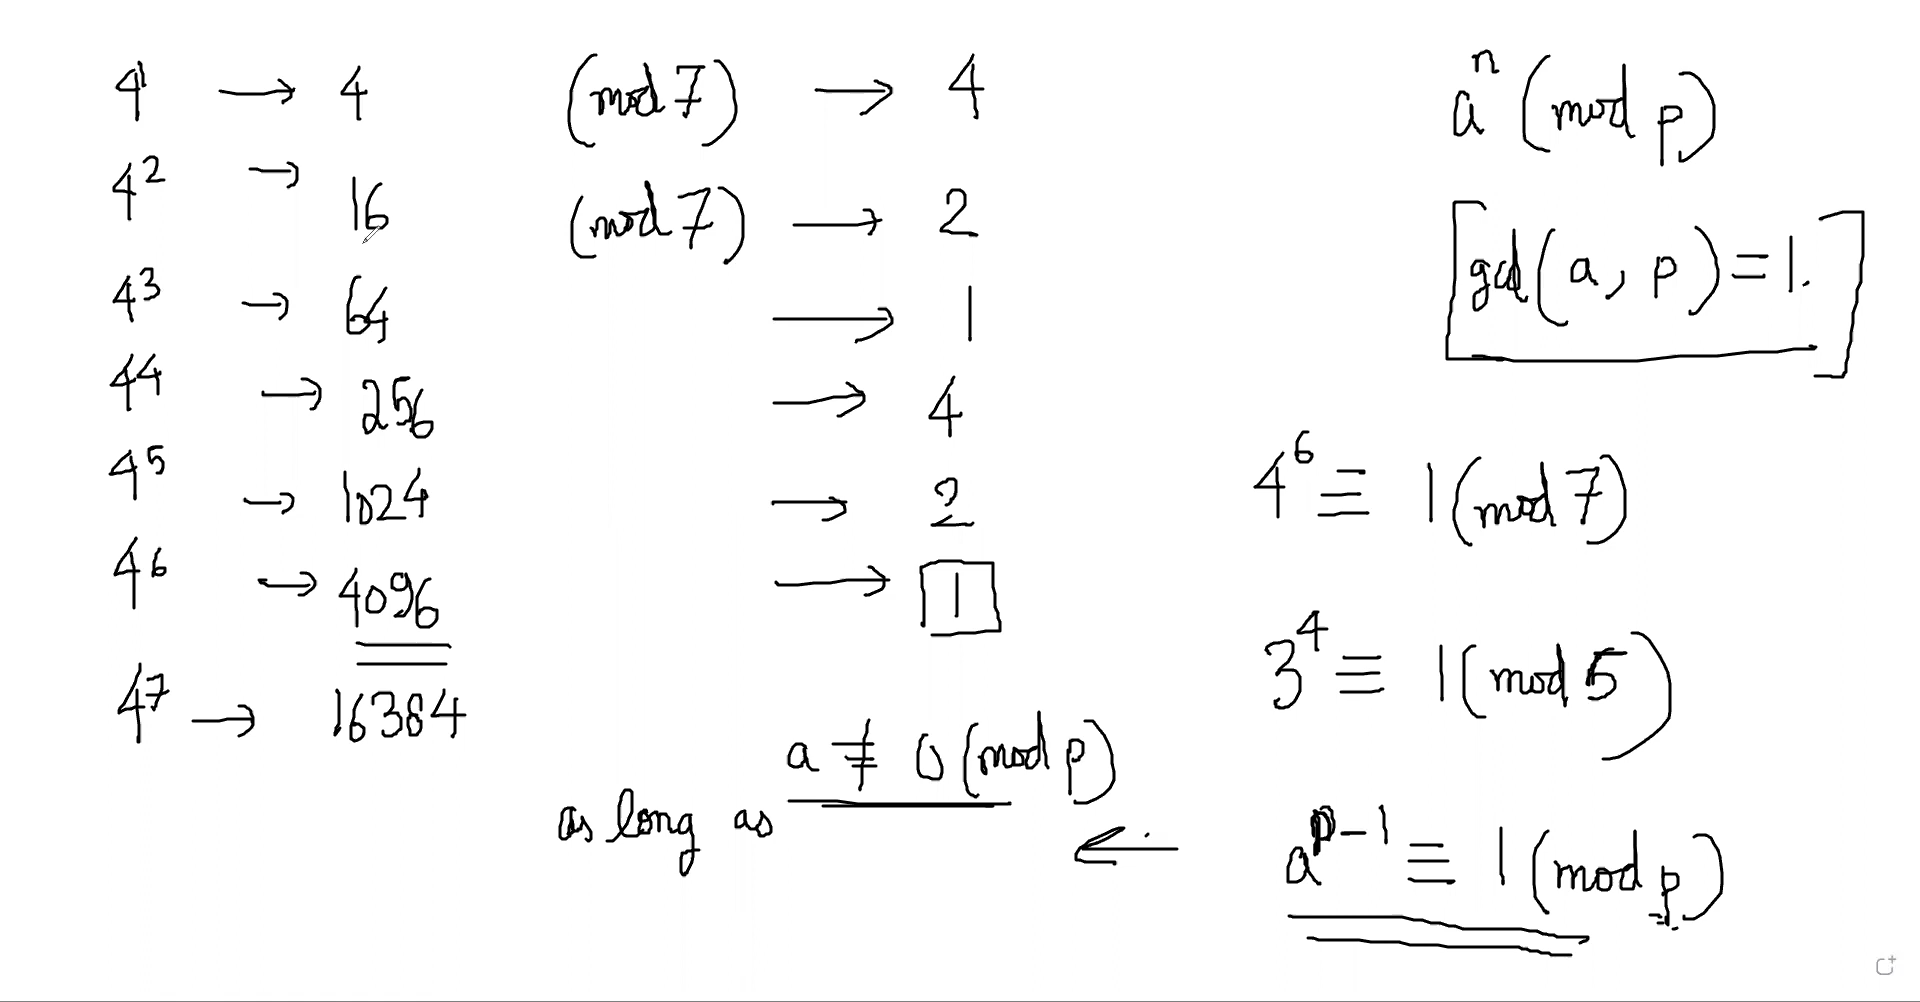 4¹ → 4 (mod 7) → 4
4² → 16 (mod 7) → 2
4³ → 64 → 1
4⁴ → 256 → 4
4⁵ → 1024 → 2
4⁶ → 4096 → 1
4⁷ → 16384
aⁿ (mod p)
[gcd(a, p) = 1.]
4⁶ ≡ 1 (mod 7)
3⁴ ≡ 1 (mod 5)
aᵖ⁻¹ ≡ 1 (mod p)
←
as long as a ≢ 0 (mod p)